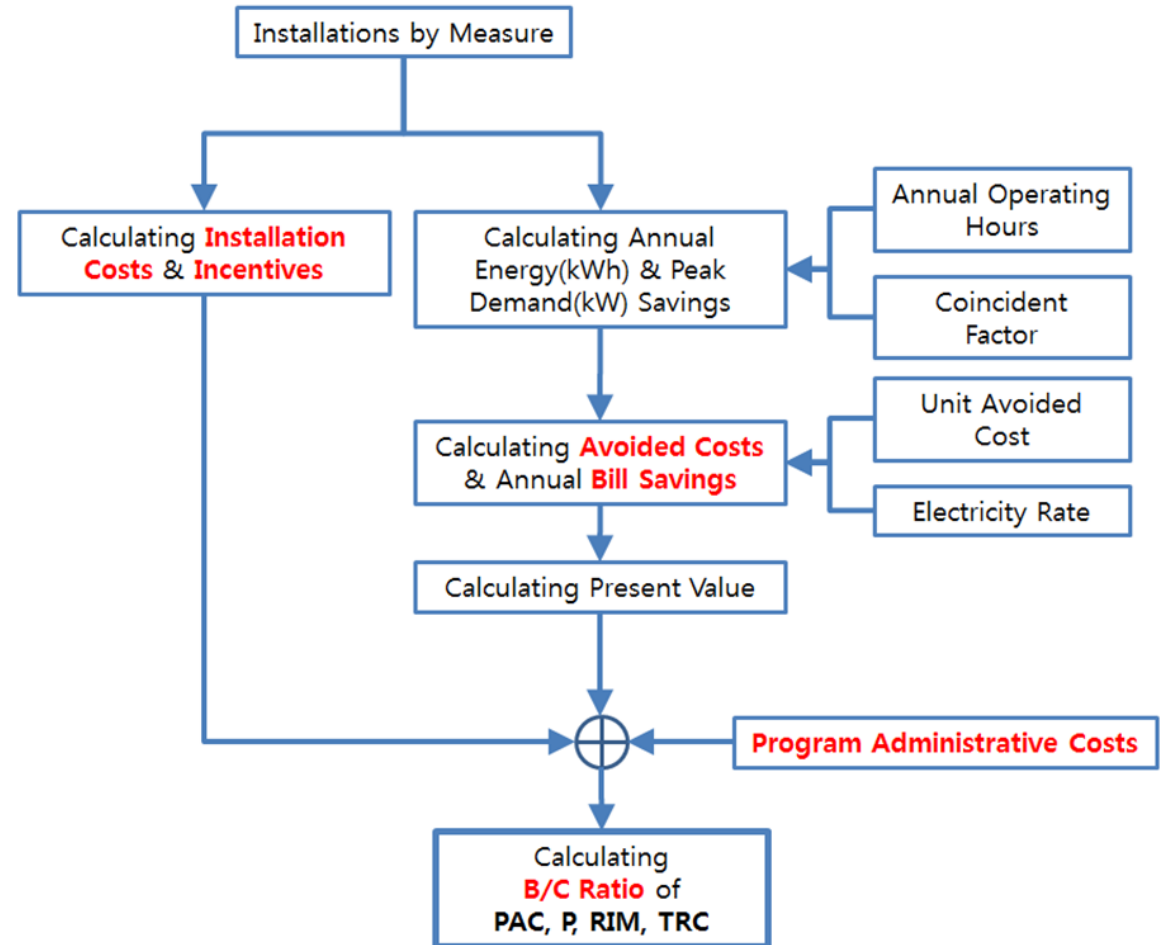 Installations by Measure
Calculating Installation
Costs & Incentives
Calculating Annual
Energy(kWh) & Peak
Demand(kW) Savings
Annual Operating
Hours
Coincident
Factor
Calculating Avoided Costs
& Annual Bill Savings
Unit Avoided
Cost
Electricity Rate
Calculating Present Value
Program Administrative Costs
Calculating
B/C Ratio of
PAC, P, RIM, TRC